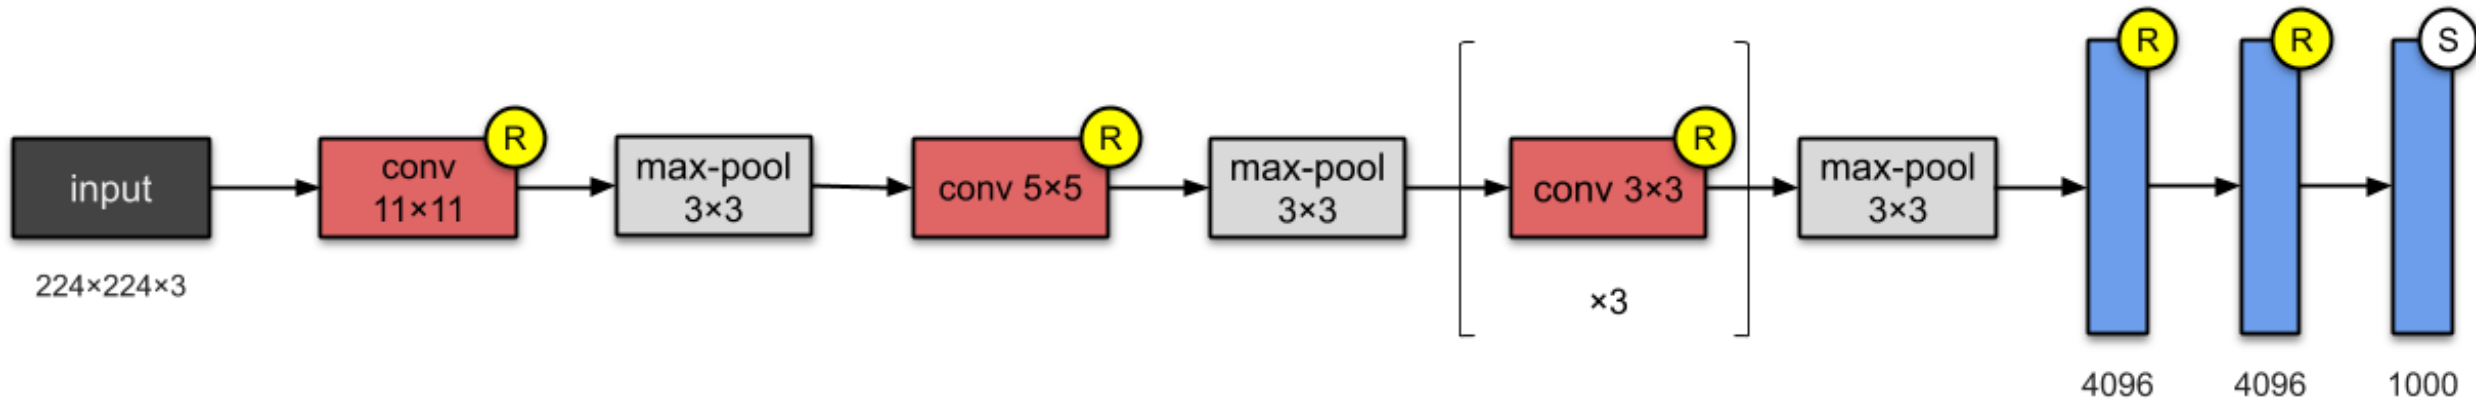 input
224×224×3
conv
11×11
R
max-pool
3×3
conv 5×5
R
max-pool
3×3
conv 3×3
R
×3
max-pool
3×3
R
4096
R
4096
S
1000